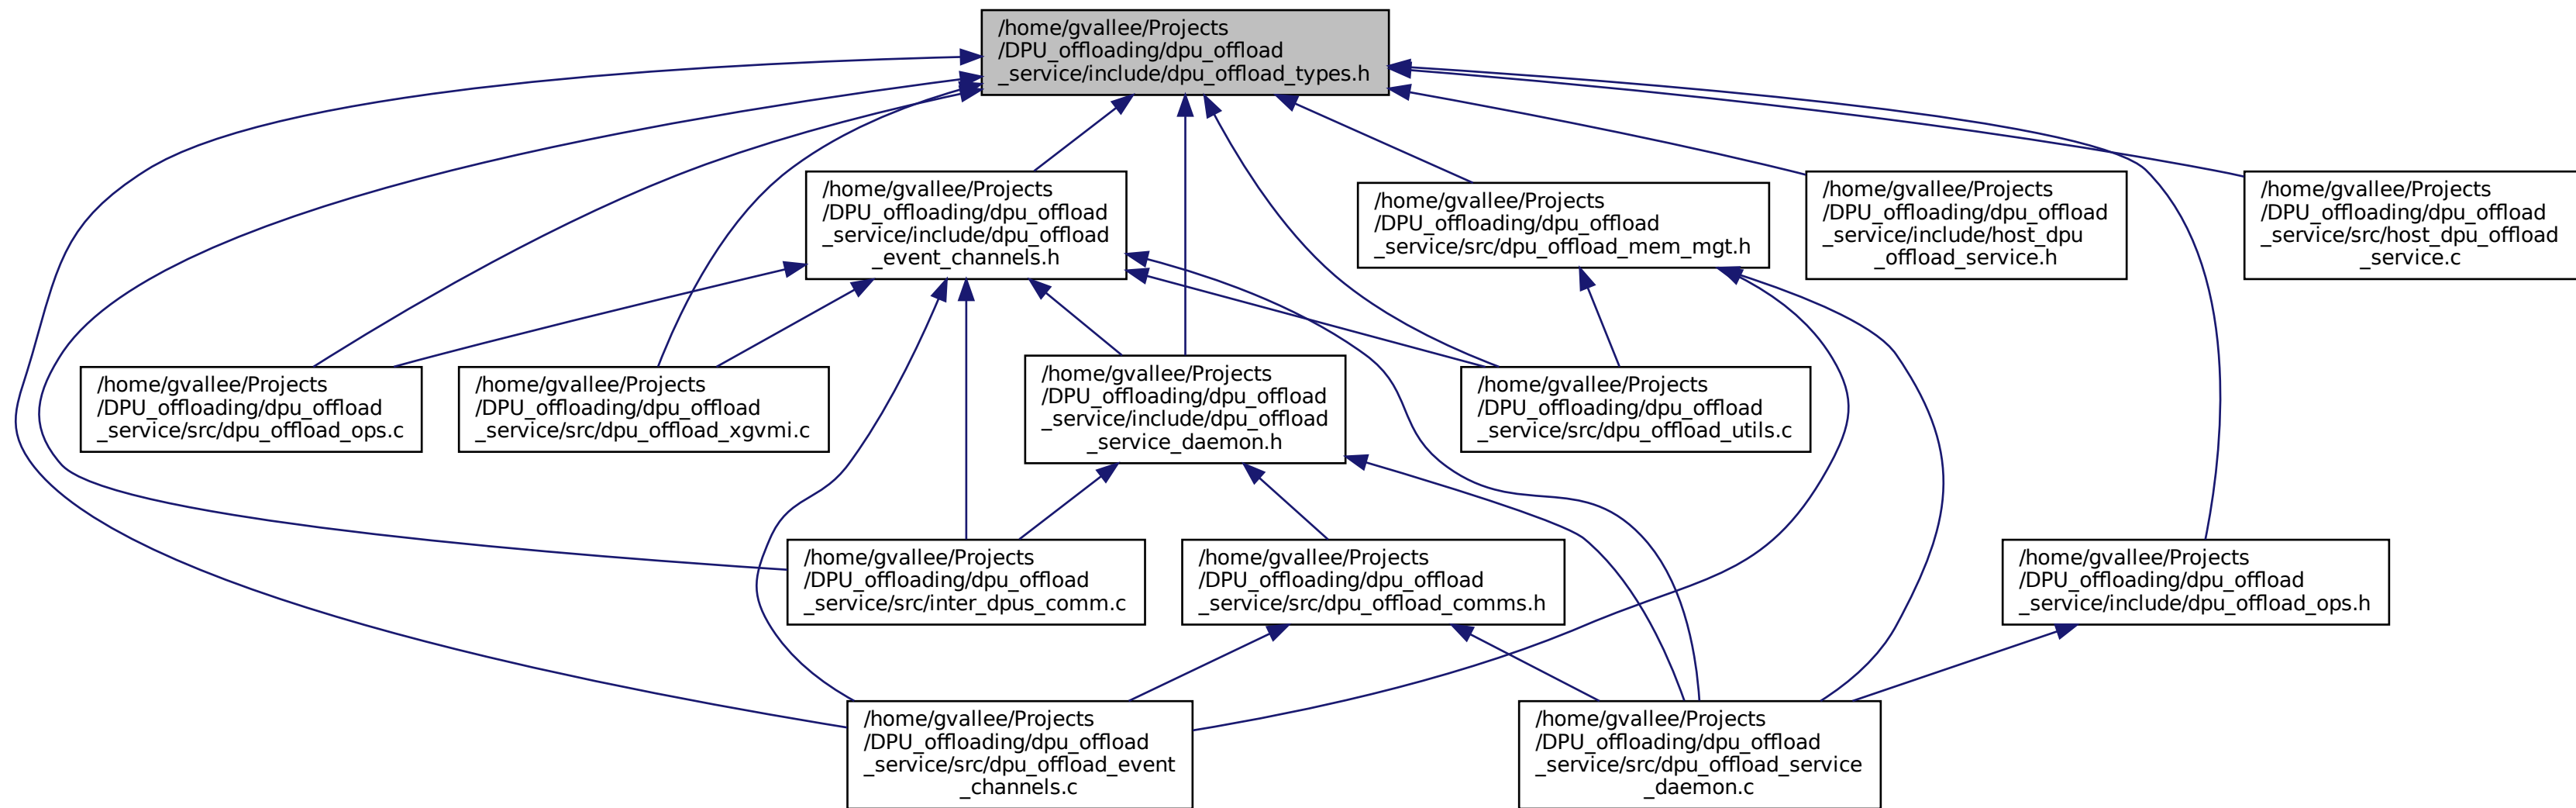 /home/gvallee/Projects
/DPU_offloading/dpu_offload
_service/include/dpu_offload_types.h
/home/gvallee/Projects
/DPU_offloading/dpu_offload
_service/include/dpu_offload
_event_channels.h
/home/gvallee/Projects
/DPU_offloading/dpu_offload
_service/src/dpu_offload_mem_mgt.h
/home/gvallee/Projects
/DPU_offloading/dpu_offload
_service/include/host_dpu
_offload_service.h
/home/gvallee/Projects
/DPU_offloading/dpu_offload
_service/src/host_dpu_offload
_service.c
/home/gvallee/Projects
/DPU_offloading/dpu_offload
_service/src/dpu_offload_ops.c
/home/gvallee/Projects
/DPU_offloading/dpu_offload
_service/src/dpu_offload_xgvmi.c
/home/gvallee/Projects
/DPU_offloading/dpu_offload
_service/include/dpu_offload
_service_daemon.h
/home/gvallee/Projects
/DPU_offloading/dpu_offload
_service/src/dpu_offload_utils.c
/home/gvallee/Projects
/DPU_offloading/dpu_offload
_service/src/inter_dpus_comm.c
/home/gvallee/Projects
/DPU_offloading/dpu_offload
_service/src/dpu_offload_comms.h
/home/gvallee/Projects
/DPU_offloading/dpu_offload
_service/include/dpu_offload_ops.h
/home/gvallee/Projects
/DPU_offloading/dpu_offload
_service/src/dpu_offload_event
_channels.c
/home/gvallee/Projects
/DPU_offloading/dpu_offload
_service/src/dpu_offload_service
_daemon.c